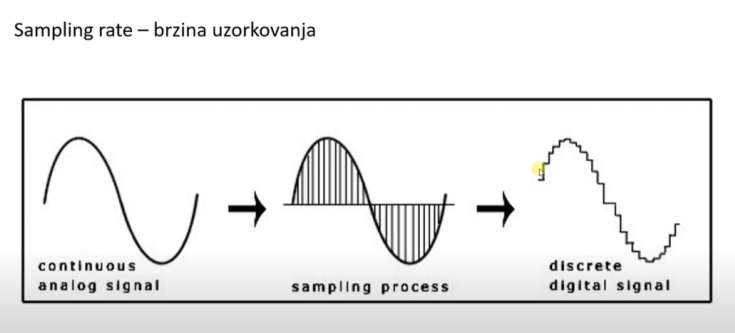 Sampling rate – brzina uzorkovanja
continuous
analog signal
sampling process
discrete
digital signal